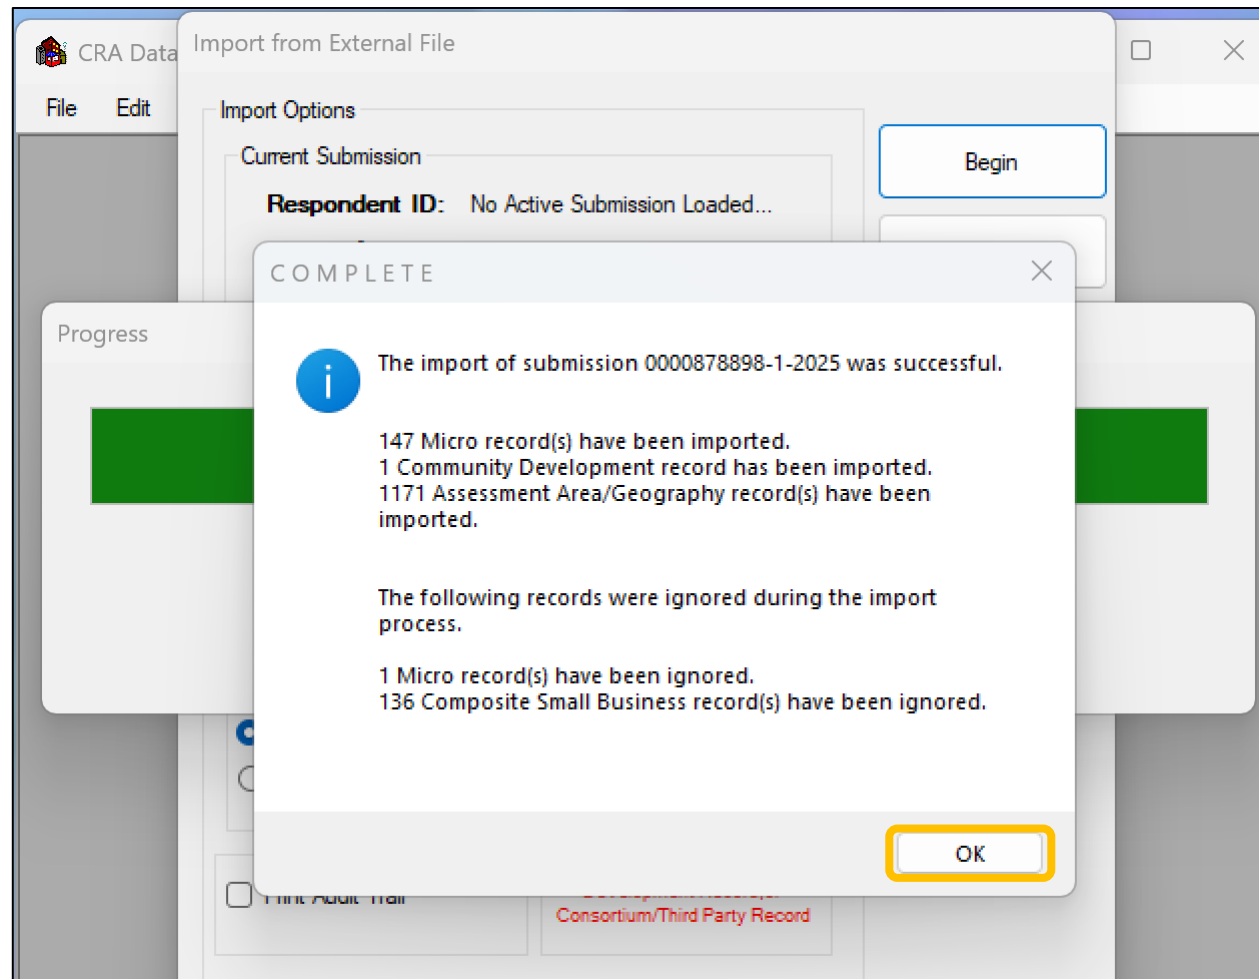 CRA Data
Import from External File
File Edit
Import Options
Current Submission
Begin
Respondent ID: No Active Submission Loaded...
COMPLETE
Progress
The import of submission 0000878898-1-2025 was successful.
147 Micro record(s) have been imported.
1 Community Development record has been imported.
1171 Assessment Area/Geography record(s) have been
imported.
The following records were ignored during the import
process.
1 Micro record(s) have been ignored.
136 Composite Small Business record(s) have been ignored.
OK
Print Audit Trail
Consortium/Third Party Record